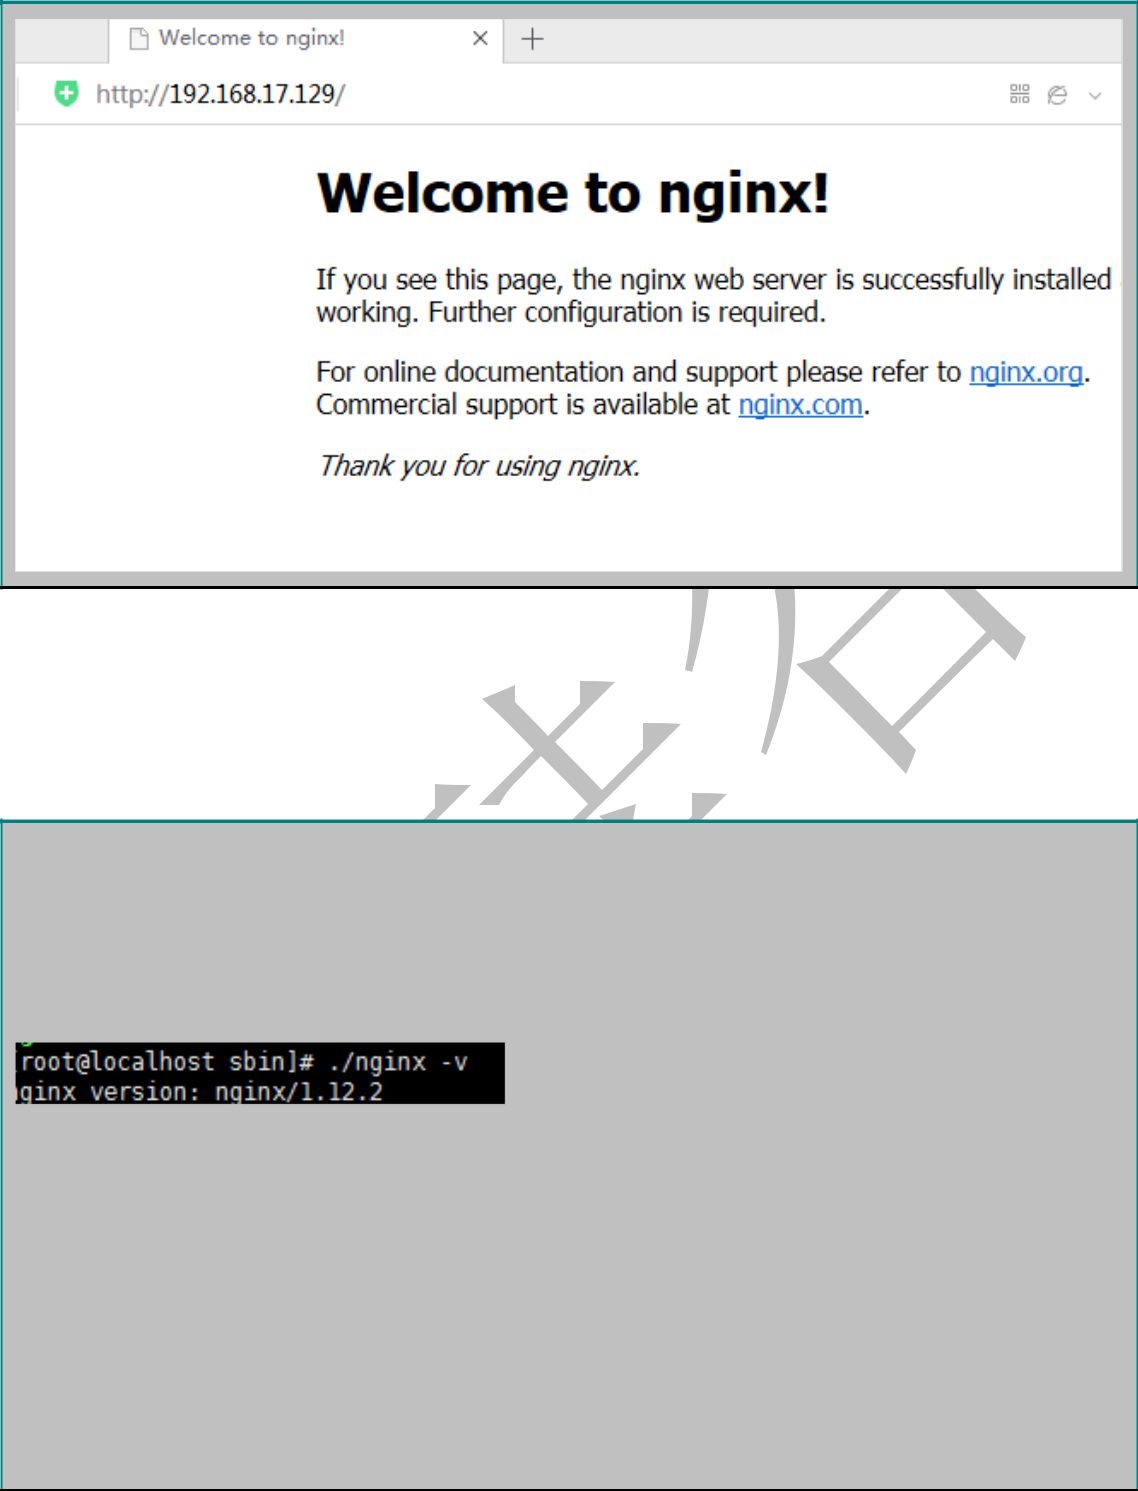 Welcome to nginx!
http://192.168.17.129/
Welcome to nginx!
If you see this page, the nginx web server is successfully installed
working. Further configuration is required.
For online documentation and support please refer to nginx.org.
Commercial support is available at nginx.com.
Thank you for using nginx.
root@localhost sbin]# ./nginx -v
nginx version: nginx/1.12.2